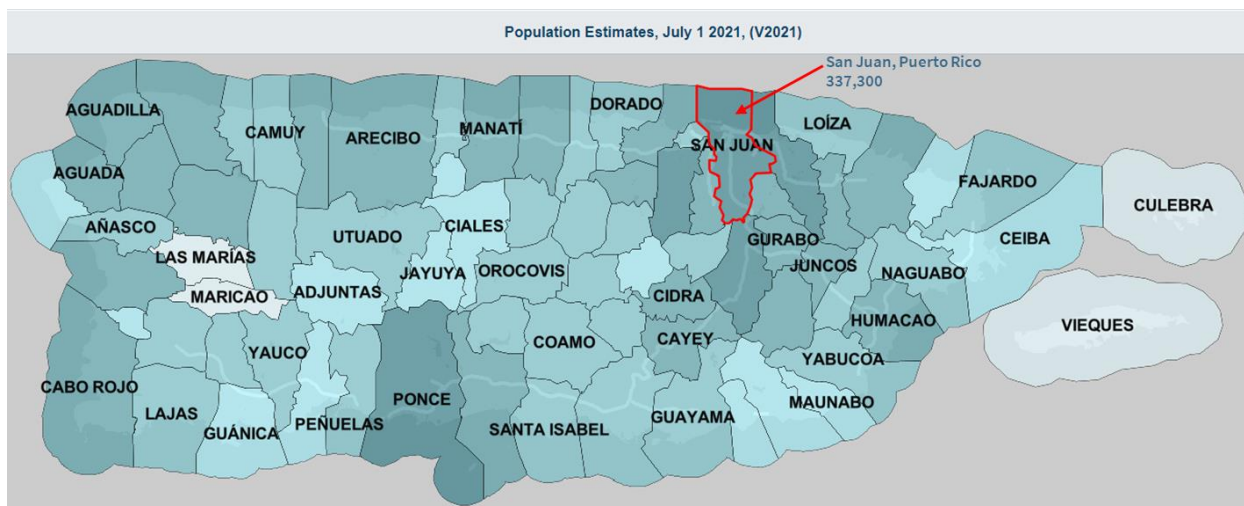 Population Estimates, July 1 2021, (V2021)
San Juan, Puerto Rico
337,300
AGUADILLA
CAMUY
ARECIBO
MANATÍ
DORADO
LOÍZA
SAN JUAN
AGUADA
FAJARDO
CULEBRA
AÑASCO
UTUADO
CIALES
GURABO
CEIBA
LAS MARÍAS
JAYUYA
OROCOVIS
JUNCOS
NAGUABO
MARICAO
ADJUNTAS
CIDRA
HUMACAO
VIEQUES
YAUCO
COAMO
CAYEY
YABUCOA
CABO ROJO
PONCE
LAJAS
GUÁNICA
PEÑUELAS
SANTA ISABEL
GUAYAMA
MAUNABO